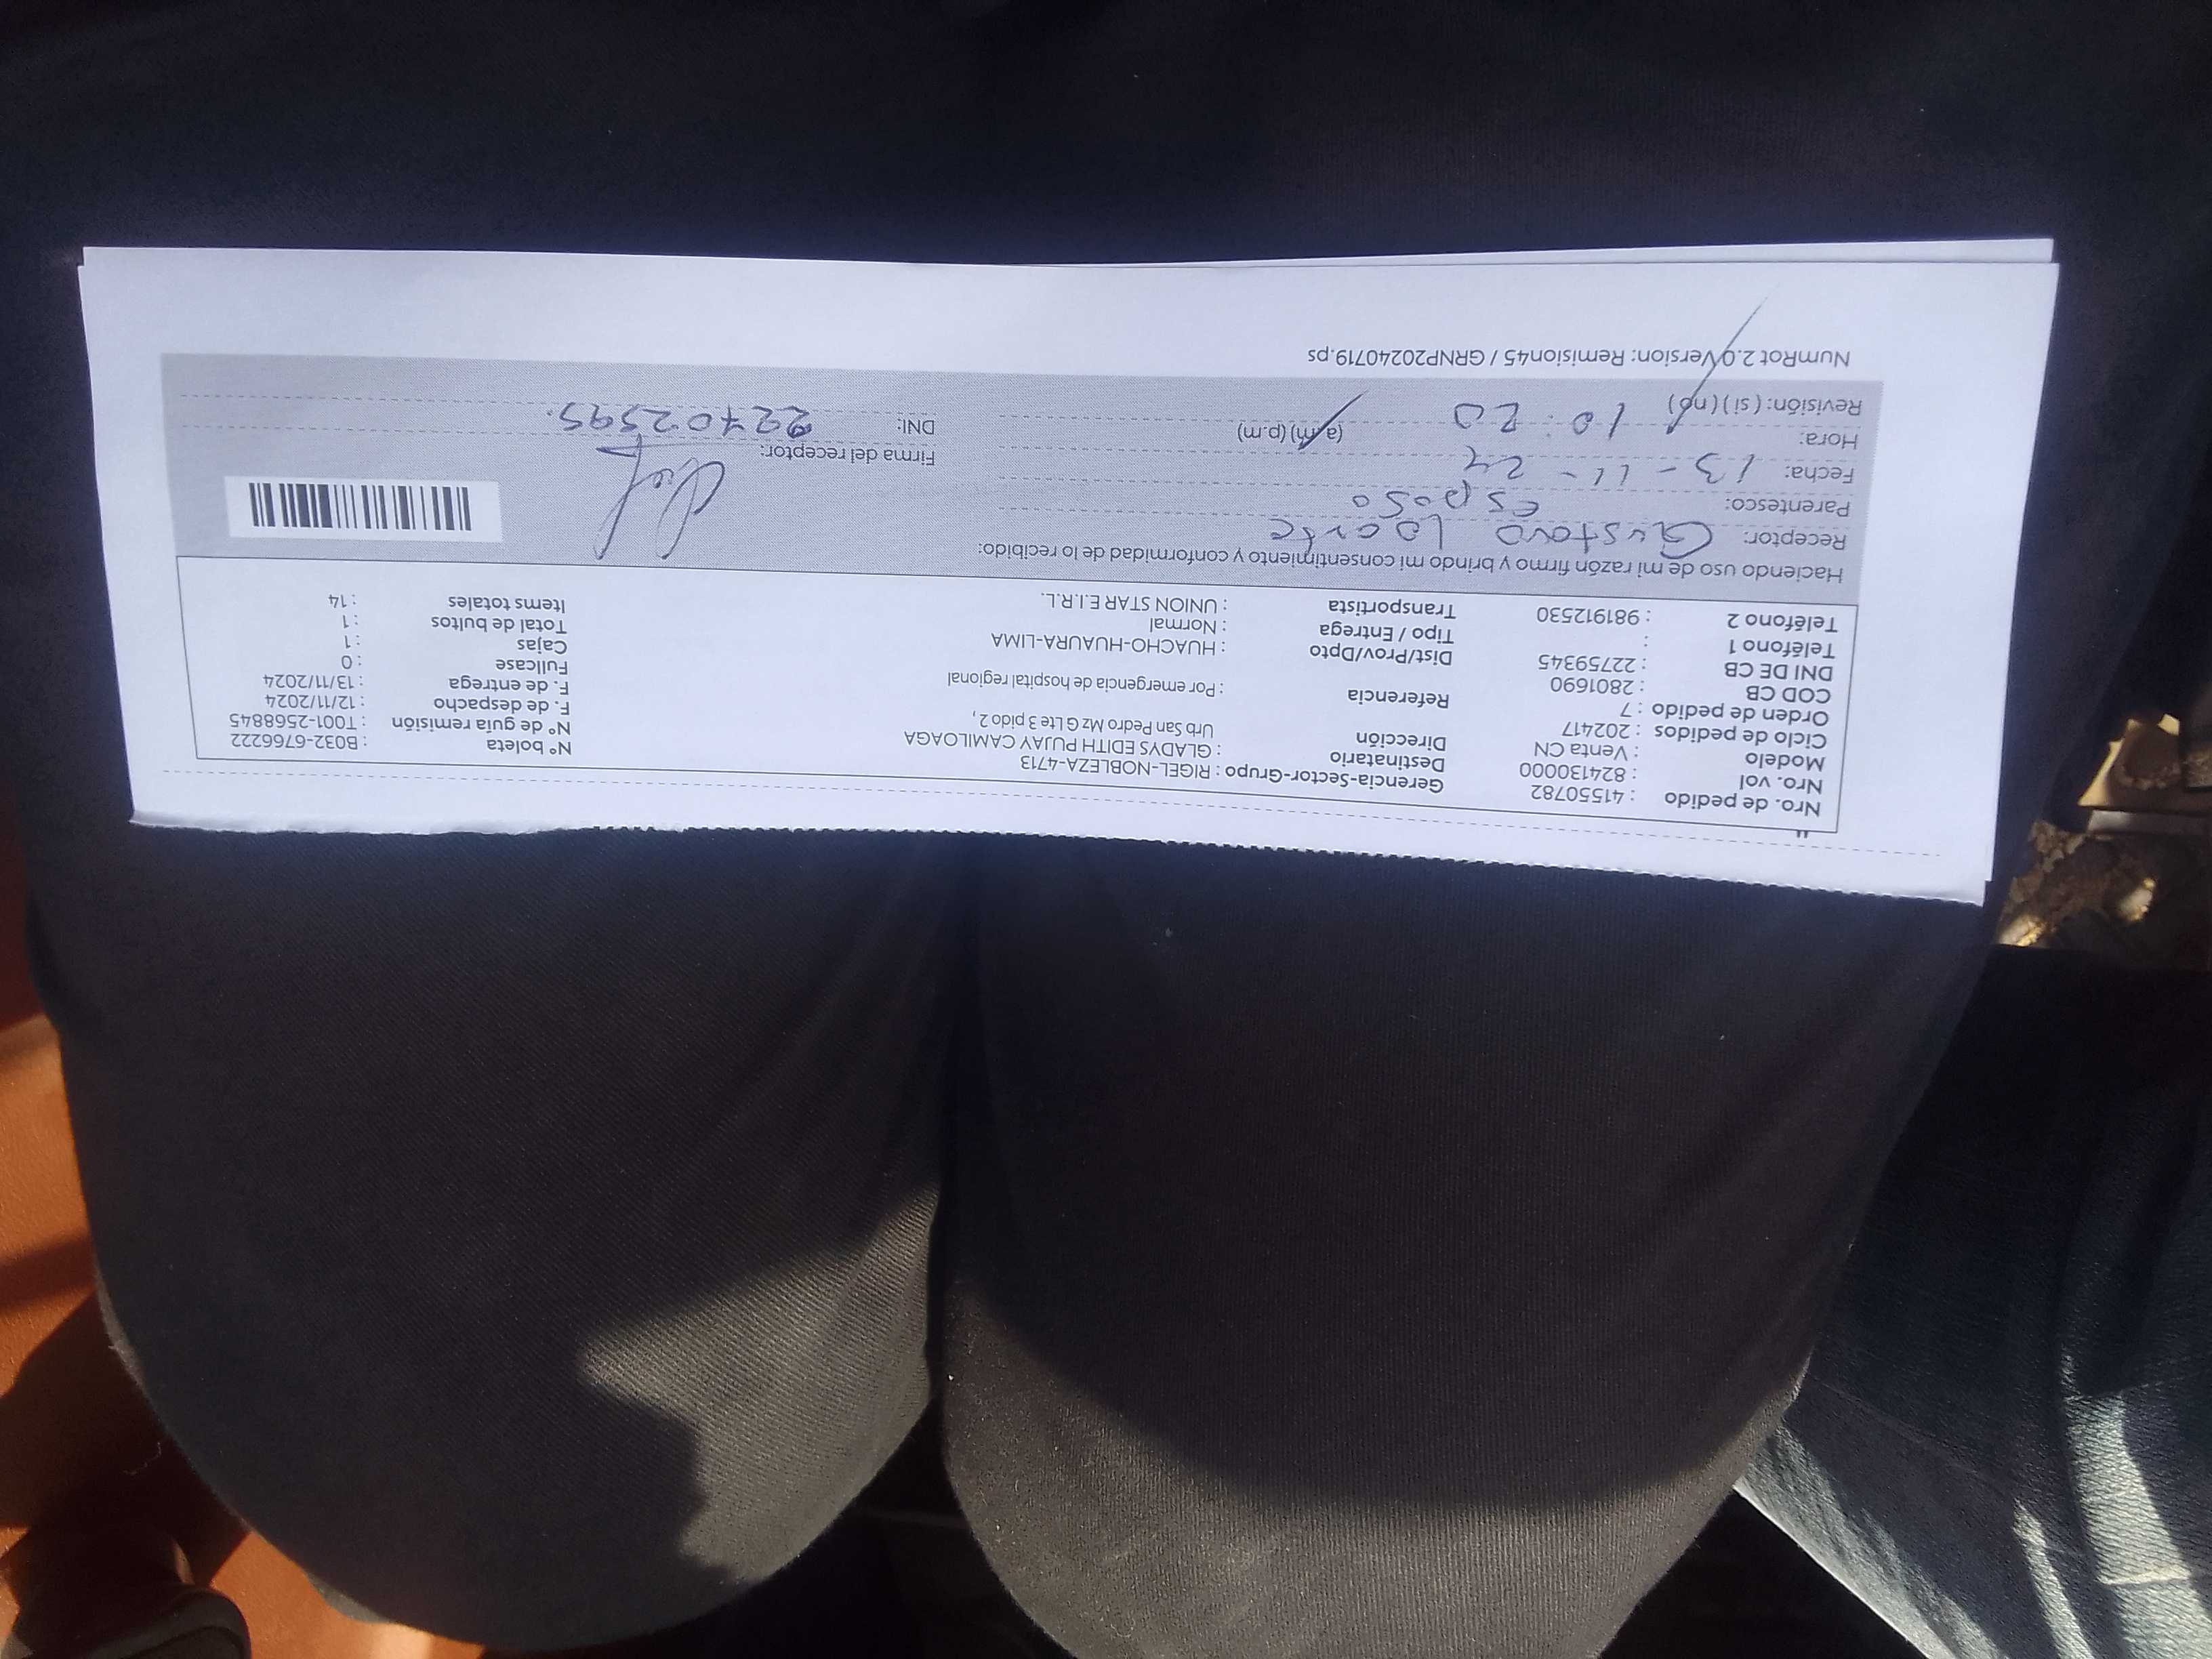 Nro. de pedido : 41550782 Gerencia-Sector-Grupo : RIGEL-NOBLEZA-4713 N° boleta : B032-6766222
Nro. vol : 824130000 Destinatario : GLADYS EDITH PUJAY CAMILOAGA N° de guía remisión : T001-2568845
Modelo : Venta CN Dirección Urb San Pedro Mz G Lte 3 pido 2, F. de despacho : 12/11/2024
Ciclo de pedidos : 202417 F. de entrega : 13/11/2024
Orden de pedido : 7 Referencia : Por emergencia de hospital regional Fullcase : 0
COD CB : 2801690 Cajas : 1
DNI DE CB : 22759345 Dist/Prov/Dpto : HUACHO-HUAURA-LIMA Total de bultos : 1
Teléfono 1 : Tipo / Entrega : Normal Items totales : 14
Teléfono 2 : 981912530 Transportista : UNION STAR E.I.R.L.
Haciendo uso de mi razón firmo y brindo mi consentimiento y conformidad de lo recibido:
Receptor: Gustavo Loarte
Parentesco: esposo
Fecha: 13 - 11 - 24 Firma del receptor:
Hora: 10:20 (a.m) (p.m) DNI: 22702595.
Revisión: (si) (no)
NumRot 2.0 Version: Remision45 / GRNP20240719.ps